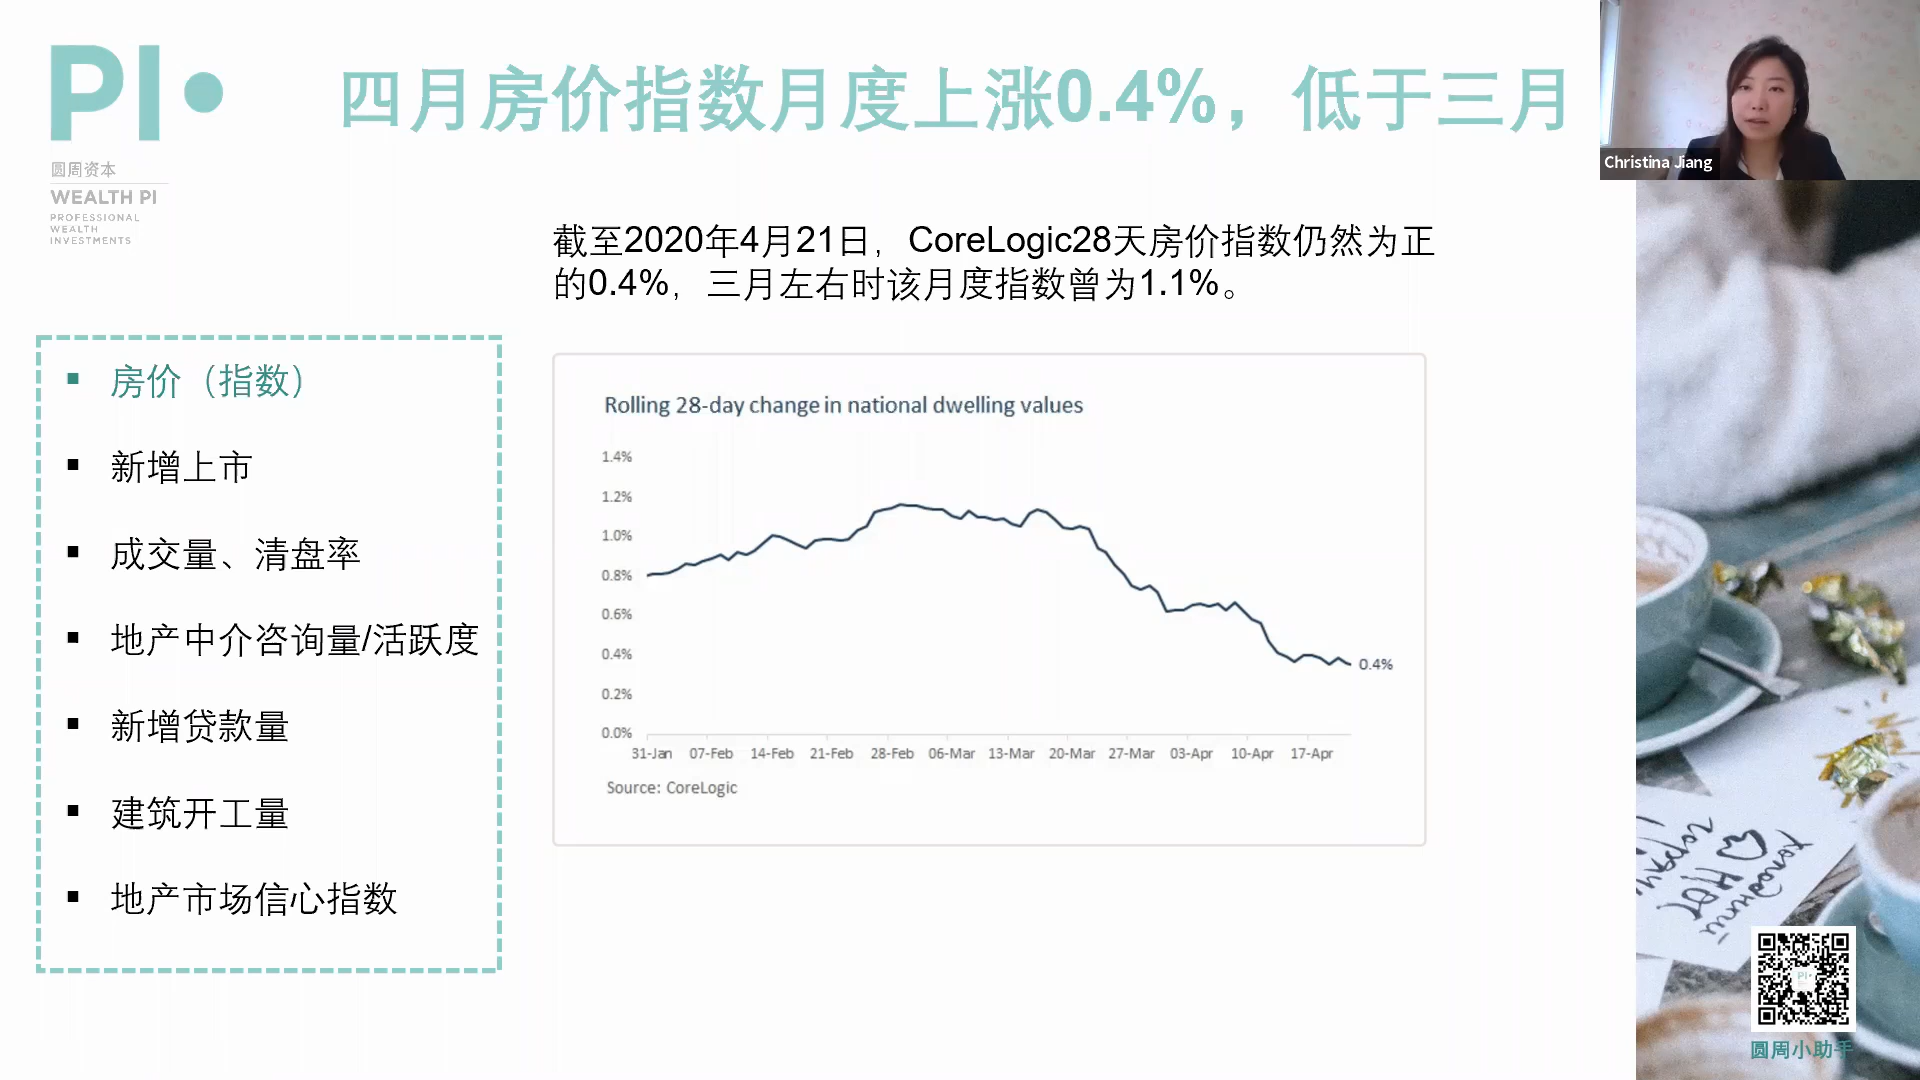 PI
圆周资本
WEALTH PI
PROFESSIONAL
WEALTH
INVESTMENTS
四月房价指数月度上涨0.4%，低于三月
Christina Jiang
截至2020年4月21日，CoreLogic28天房价指数仍然为正
的0.4%，三月左右时该月度指数曾为1.1%。
▪ 房价（指数）
▪ 新增上市
▪ 成交量、清盘率
▪ 地产中介咨询量/活跃度
▪ 新增贷款量
▪ 建筑开工量
▪ 地产市场信心指数
Rolling 28-day change in national dwelling values
1.4%
1.2%
1.0%
0.8%
0.6%
0.4%
0.2%
0.0%
0.4%
31-Jan 07-Feb 14-Feb 21-Feb 28-Feb 06-Mar 13-Mar 20-Mar 27-Mar 03-Apr 10-Apr 17-Apr
Source: CoreLogic
PI
圆周小助手